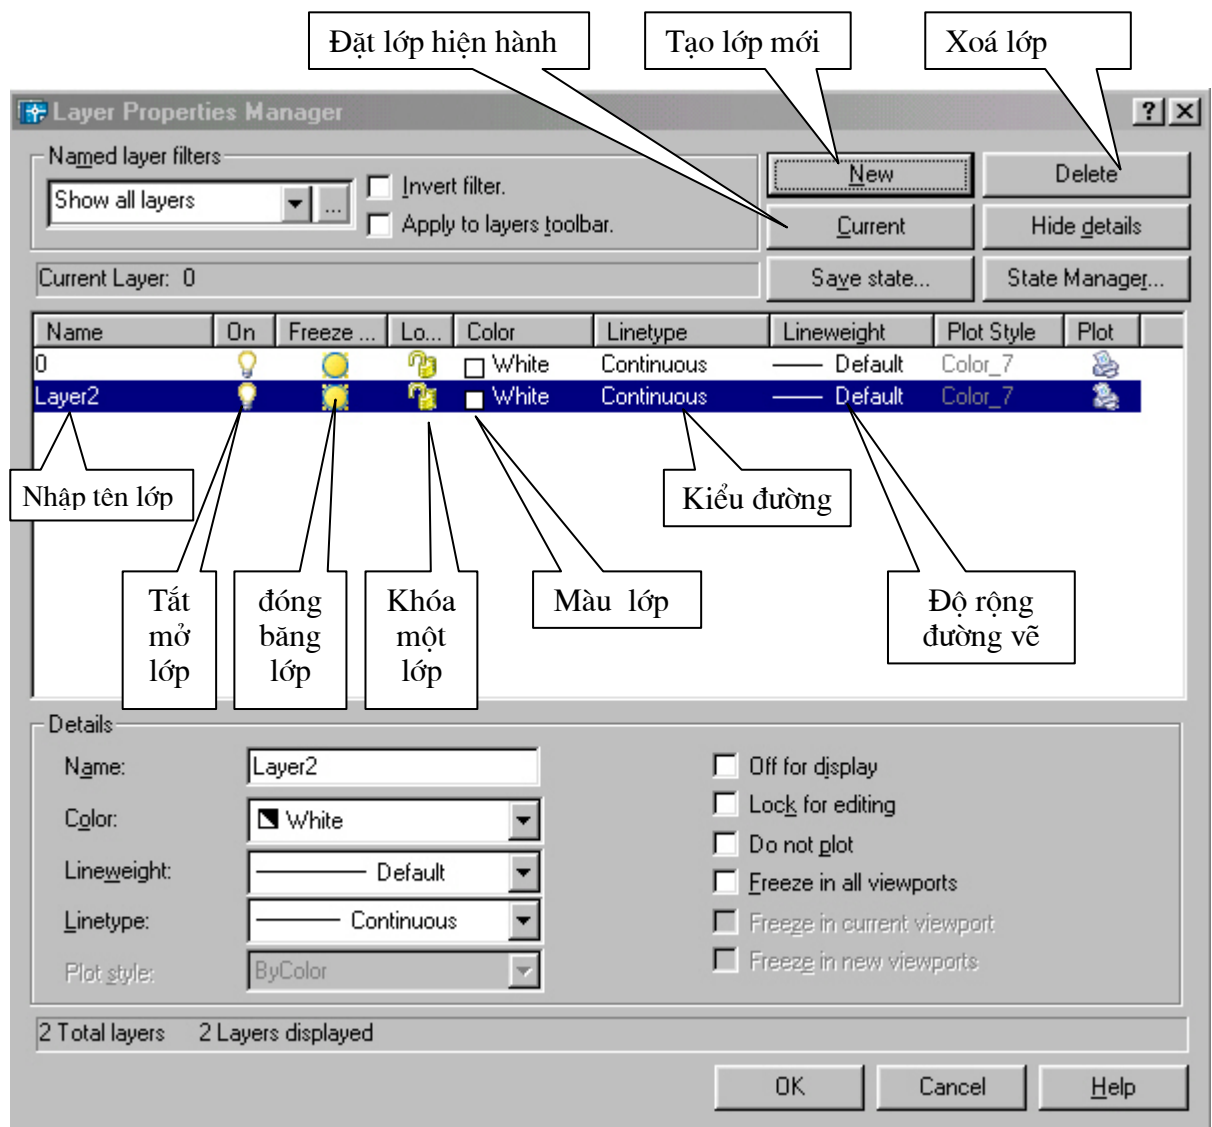 Đặt lớp hiện hành
Tạo lớp mới
Xoá lớp
Layer Properties Manager
Named layer filters
Show all layers
...
Invert filter.
Apply to layers toolbar.
New
Delete
Current
Hide details
Current Layer: 0
Save state...
State Manager...
Name On Freeze ... Lo... Color Linetype Lineweight Plot Style Plot
0 White Continuous Default Color_7
Layer2 White Continuous Default Color_7
Nhập tên lớp
Kiểu đường
Tắt
mở
lớp
đóng
băng
lớp
Khóa
một
lớp
Màu lớp
Độ rộng
đường vẽ
Details
Name: Layer2
Color: White
Lineweight: Default
Linetype: Continuous
Plot style: ByColor
Off for display
Lock for editing
Do not plot
Freeze in all viewports
Freeze in current viewport
Freeze in new viewports
2 Total layers 2 Layers displayed
OK Cancel Help